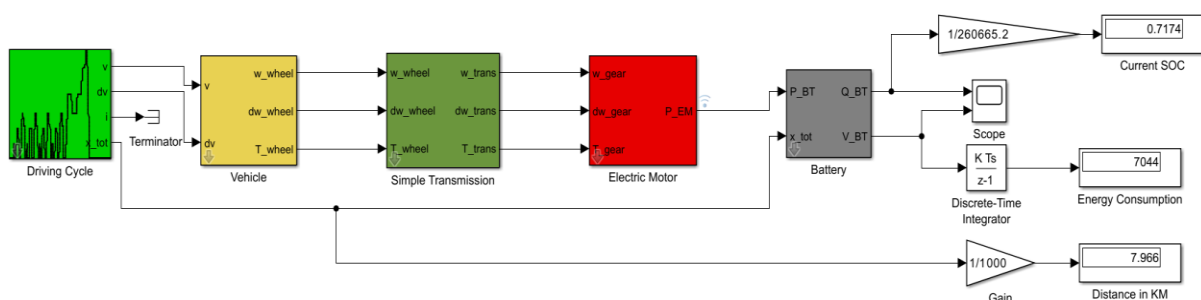 1/260665.2
0.7174
Current SOC
v
dv
i
x_tot
Driving Cycle
Terminator
v
dv
w_wheel
dw_wheel
T_wheel
Vehicle
w_wheel
dw_wheel
T_wheel
w_trans
dw_trans
T_trans
Simple Transmission
w_gear
dw_gear
T_gear
P_EM
Electric Motor
P_BT
x_tot
Q_BT
V_BT
Battery
Scope
K Ts
z-1
Discrete-Time
Integrator
7044
Energy Consumption
1/1000
Gain
7.966
Distance in KM